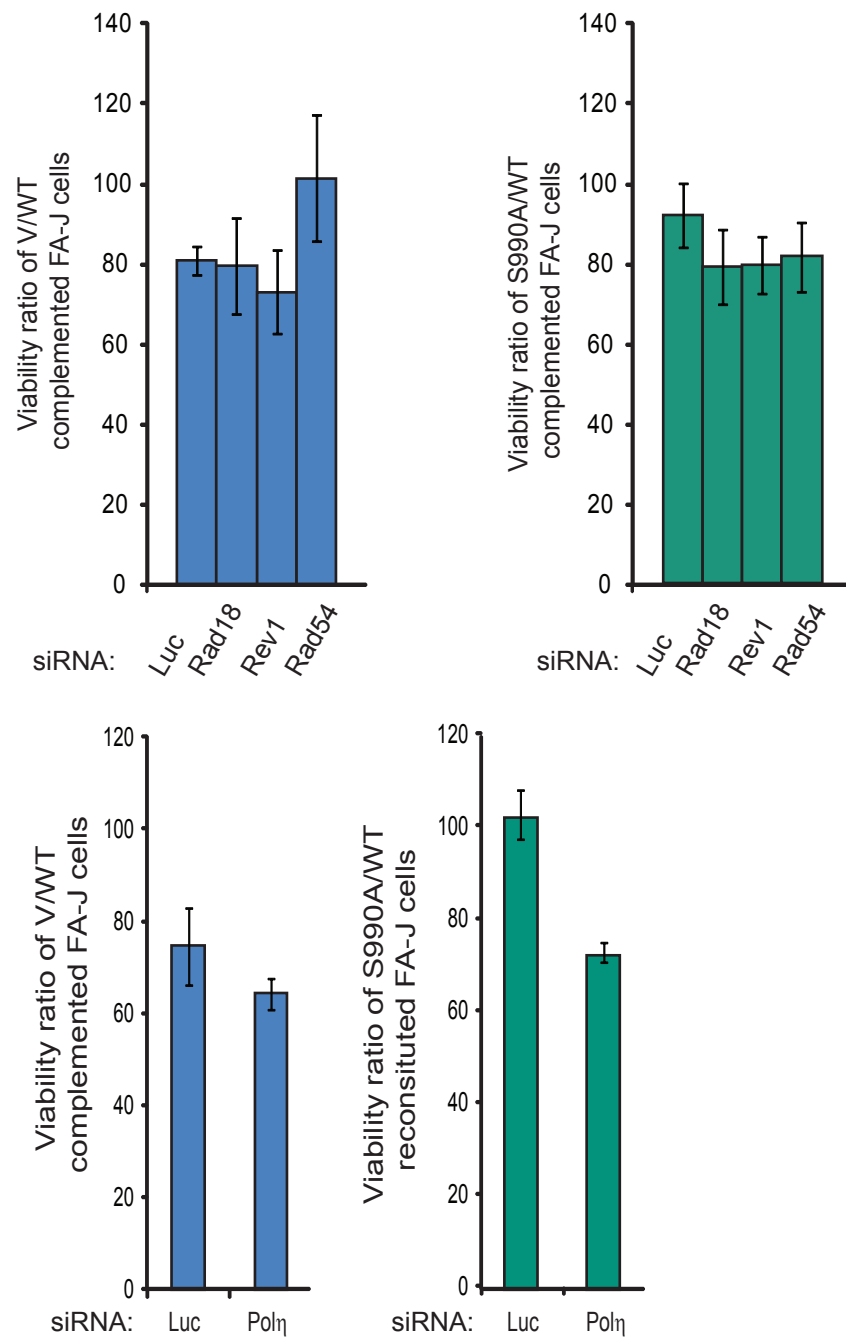 Viability ratio of V/WT
complemented FA-J cells
140
120
100
80
60
40
20
0
siRNA: Luc Rad18 Rev1 Rad54
Viability ratio of S990A/WT
complemented FA-J cells
140
120
100
80
60
40
20
0
siRNA: Luc Rad18 Rev1 Rad54
Viability ratio of V/WT
complemented FA-J cells
120
100
80
60
40
20
0
siRNA: Luc Polη
Viability ratio of S990A/WT
reconsituted FA-J cells
120
100
80
60
40
20
0
siRNA: Luc Polη